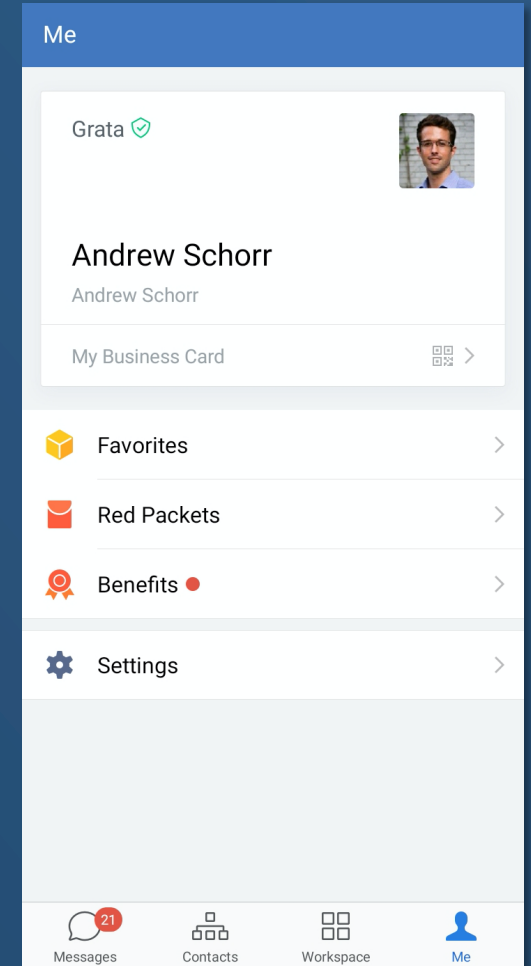 Me
Grata
Andrew Schorr
Andrew Schorr
My Business Card
Favorites
Red Packets
Benefits
Settings
21
Messages
Contacts
Workspace
Me